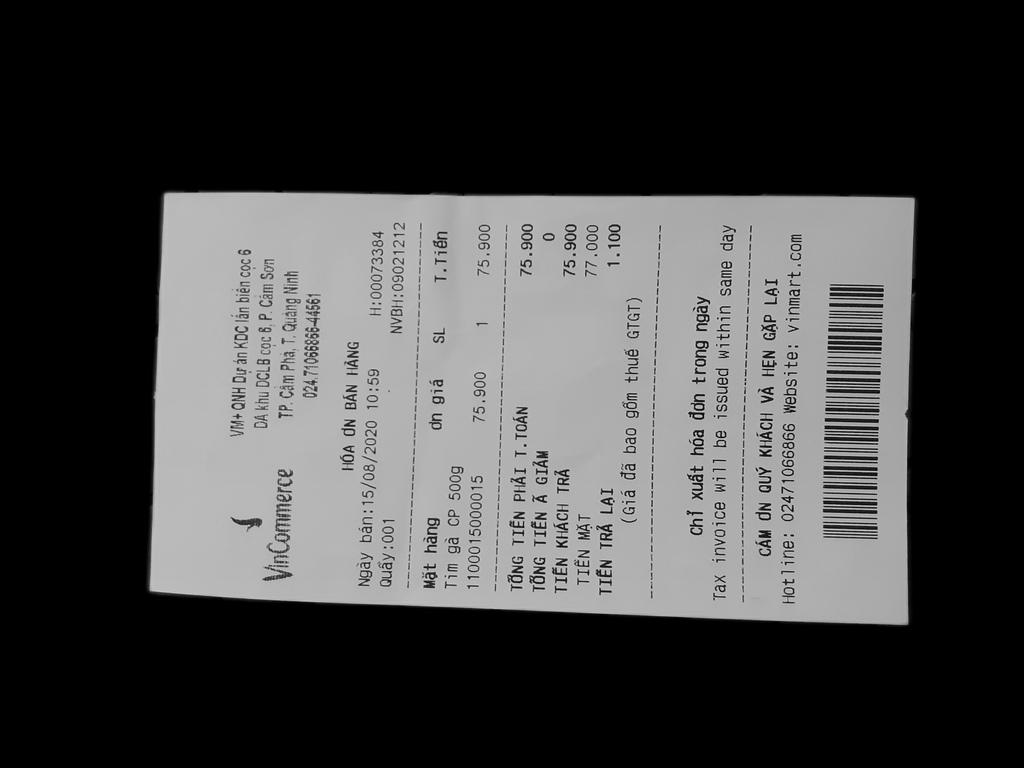 VinCommerce
VM+ QNH Dự án KDC lấn biển cọc 6
DA khu DCLB cọc 6, P. Cẩm Sơn
TP. Cẩm Phả, T. Quảng Ninh
024.71066866-44561
HÓA ƠN BÁN HÀNG
Ngày bán:15/08/2020 10:59 H:00073384
Quầy:001 NVBH:09021212
Mặt hàng ơn giá SL T.Tiền
Tim gà CP 500g
1100015000015 75.900 1 75.900
TỔNG TIỀN PHẢI T.TOÁN 75.900
TỔNG TIỀN Ã GIẢM 0
TIỀN KHÁCH TRẢ 75.900
TIỀN MẶT 77.000
TIỀN TRẢ LẠI 1.100
(Giá đã bao gồm thuế GTGT)
Chỉ xuất hóa đơn trong ngày
Tax invoice will be issued within same day
CẢM ƠN QUÝ KHÁCH VÀ HẸN GẶP LẠI
Hotline: 02471066866 Website: vinmart.com